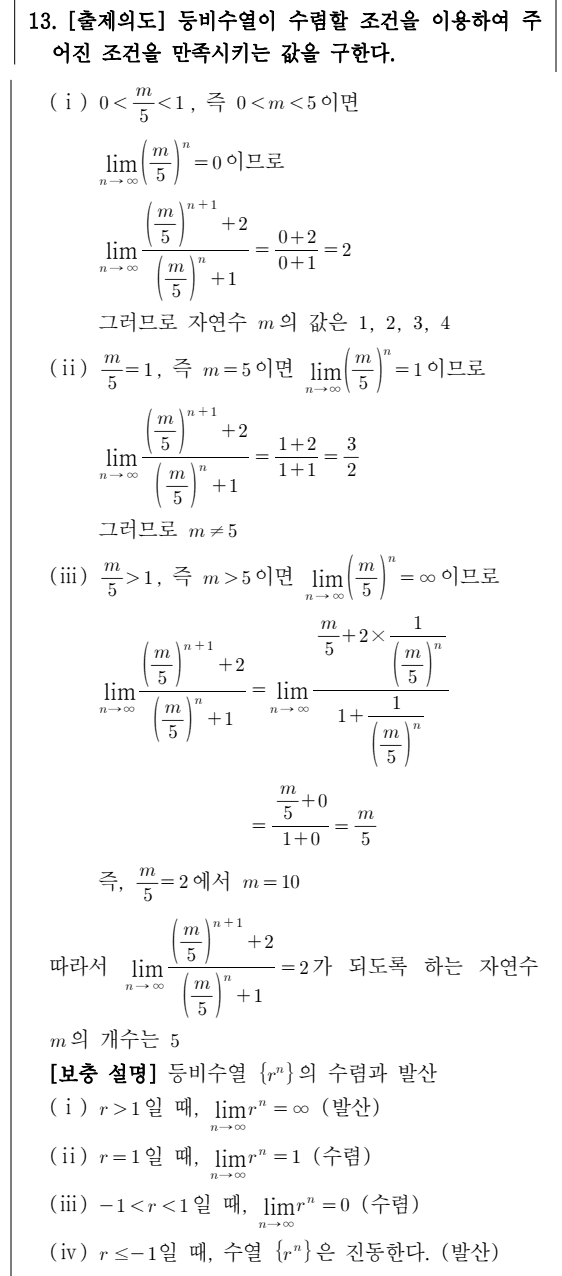 13. [출제의도] 등비수열이 수렴할 조건을 이용하여 주
어진 조건을 만족시키는 값을 구한다.
(ⅰ) 0 < m/5 < 1, 즉 0 < m < 5이면
lim_{n→∞} (m/5)^n = 0이므로
lim_{n→∞} ((m/5)^{n+1} + 2)/((m/5)^n + 1) = (0+2)/(0+1) = 2
그러므로 자연수 m의 값은 1, 2, 3, 4
(ⅱ) m/5 = 1, 즉 m = 5이면 lim_{n→∞} (m/5)^n = 1이므로
lim_{n→∞} ((m/5)^{n+1} + 2)/((m/5)^n + 1) = (1+2)/(1+1) = 3/2
그러므로 m ≠ 5
(ⅲ) m/5 > 1, 즉 m > 5이면 lim_{n→∞} (m/5)^n = ∞이므로
lim_{n→∞} ((m/5)^{n+1} + 2)/((m/5)^n + 1) = lim_{n→∞} (m/5 + 2 × 1/(m/5)^n)/(1 + 1/(m/5)^n)
= (m/5 + 0)/(1+0) = m/5
즉, m/5 = 2에서 m = 10
따라서 lim_{n→∞} ((m/5)^{n+1} + 2)/((m/5)^n + 1) = 2가 되도록 하는 자연수
m의 개수는 5
[보충 설명] 등비수열 {r^n}의 수렴과 발산
(ⅰ) r > 1일 때, lim_{n→∞} r^n = ∞ (발산)
(ⅱ) r = 1일 때, lim_{n→∞} r^n = 1 (수렴)
(ⅲ) -1 < r < 1일 때, lim_{n→∞} r^n = 0 (수렴)
(ⅳ) r ≤ -1일 때, 수열 {r^n}은 진동한다. (발산)